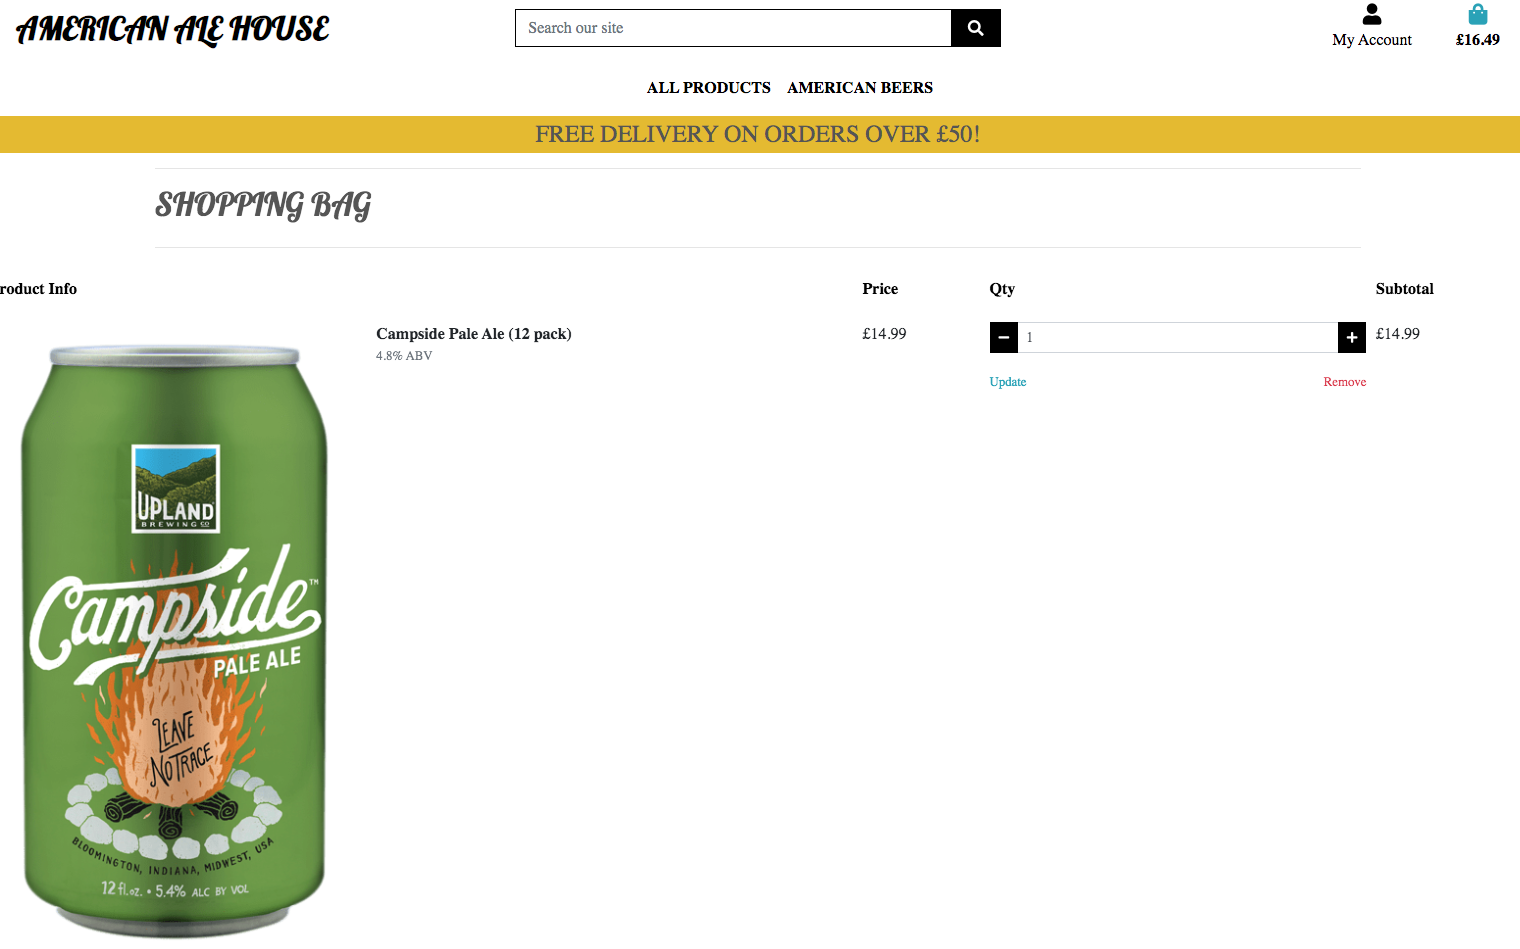 AMERICAN ALE HOUSE
Search our site
My Account
£16.49
ALL PRODUCTS AMERICAN BEERS
FREE DELIVERY ON ORDERS OVER £50!
SHOPPING BAG
roduct Info Price Qty Subtotal
Campside Pale Ale (12 pack) £14.99 1 £14.99
4.8% ABV
Update Remove
UPLAND
BREWING CO
Campside™
PALE ALE
LEAVE
NO TRACE
BLOOMINGTON, INDIANA, MIDWEST, USA
12 fl.oz. • 5.4% ALC BY VOL